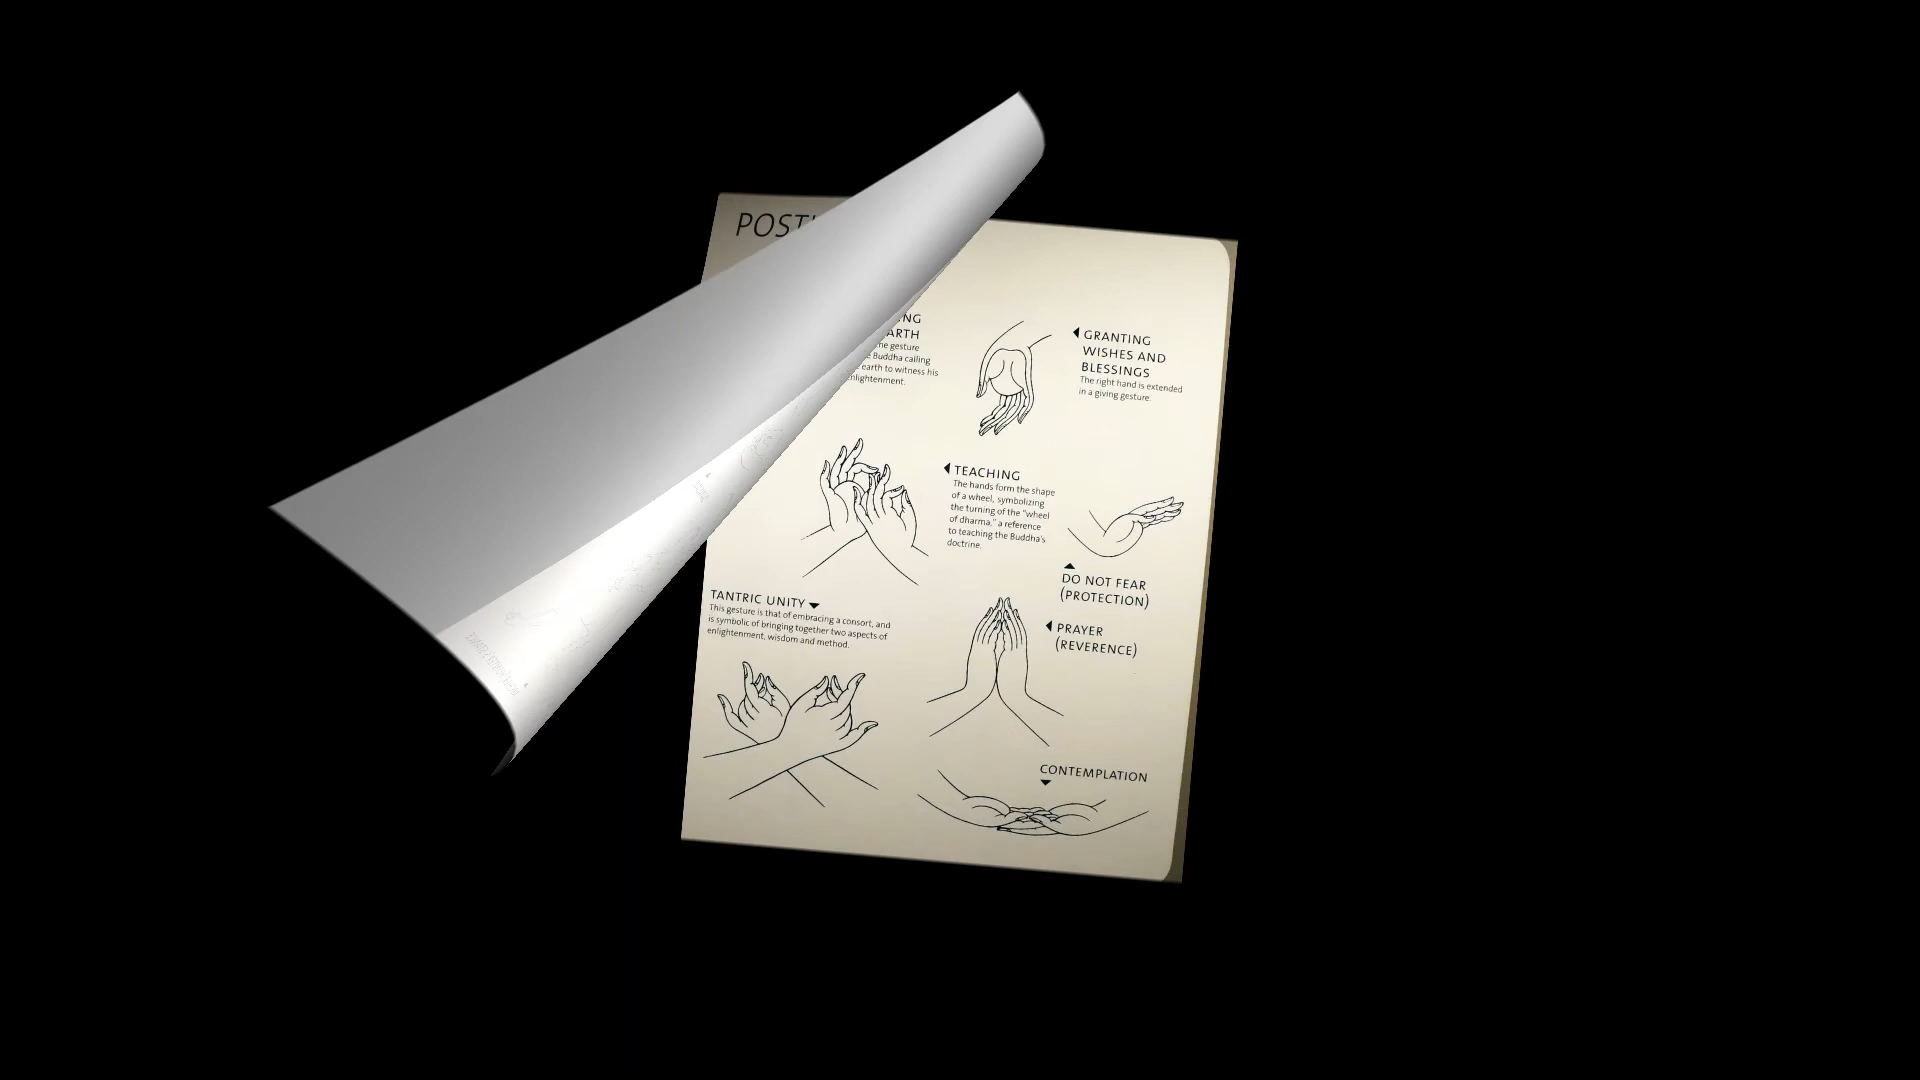 POST
NG
ARTH
he gesture
e Buddha calling
e earth to witness his
enlightenment.
GRANTING
WISHES AND
BLESSINGS
The right hand is extended
in a giving gesture.
TEACHING
The hands form the shape
of a wheel, symbolizing
the turning of the "wheel
of dharma," a reference
to teaching the Buddha's
doctrine.
DO NOT FEAR
(PROTECTION)
TANTRIC UNITY
This gesture is that of embracing a consort, and
is symbolic of bringing together two aspects of
enlightenment, wisdom and method.
PRAYER
(REVERENCE)
CONTEMPLATION